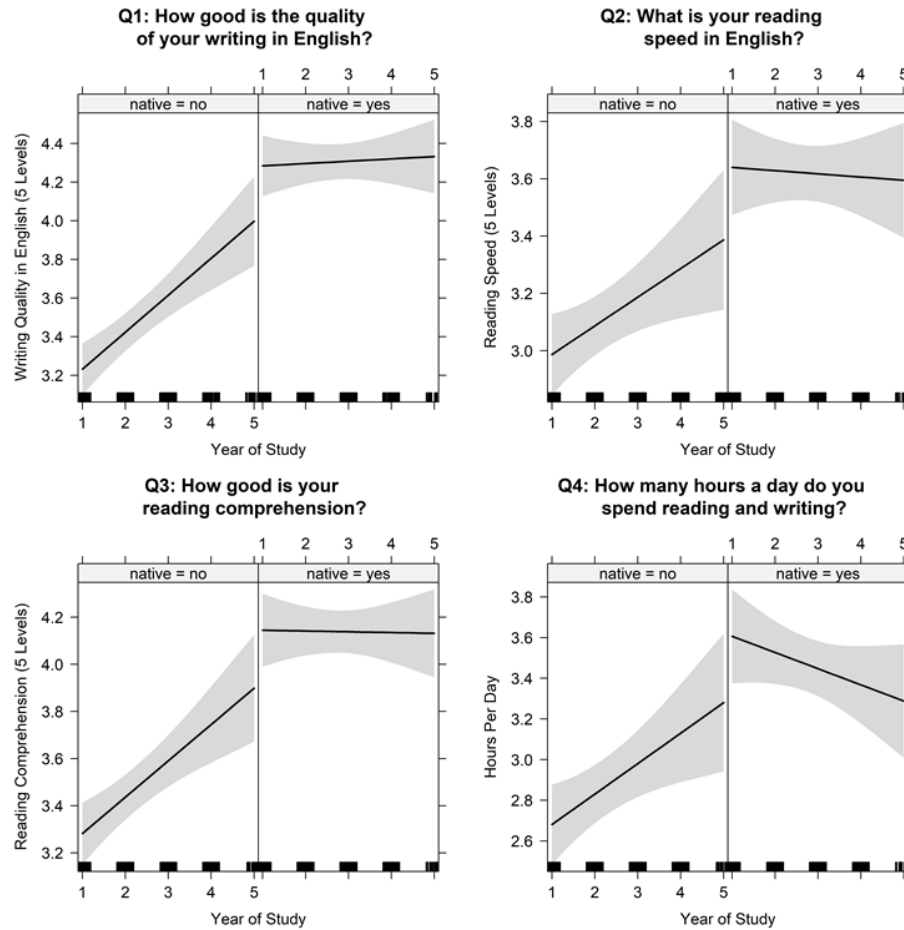 Q1: How good is the quality
of your writing in English?
1 2 3 4 5
native = no native = yes
Writing Quality in English (5 Levels)
4.4
4.2
4.0
3.8
3.6
3.4
3.2
1 2 3 4 5
Year of Study
Q2: What is your reading
speed in English?
1 2 3 4 5
native = no native = yes
Reading Speed (5 Levels)
3.8
3.6
3.4
3.2
3.0
1 2 3 4 5
Year of Study
Q3: How good is your
reading comprehension?
1 2 3 4 5
native = no native = yes
Reading Comprehension (5 Levels)
4.2
4.0
3.8
3.6
3.4
3.2
1 2 3 4 5
Year of Study
Q4: How many hours a day do you
spend reading and writing?
1 2 3 4 5
native = no native = yes
Hours Per Day
3.8
3.6
3.4
3.2
3.0
2.8
2.6
1 2 3 4 5
Year of Study